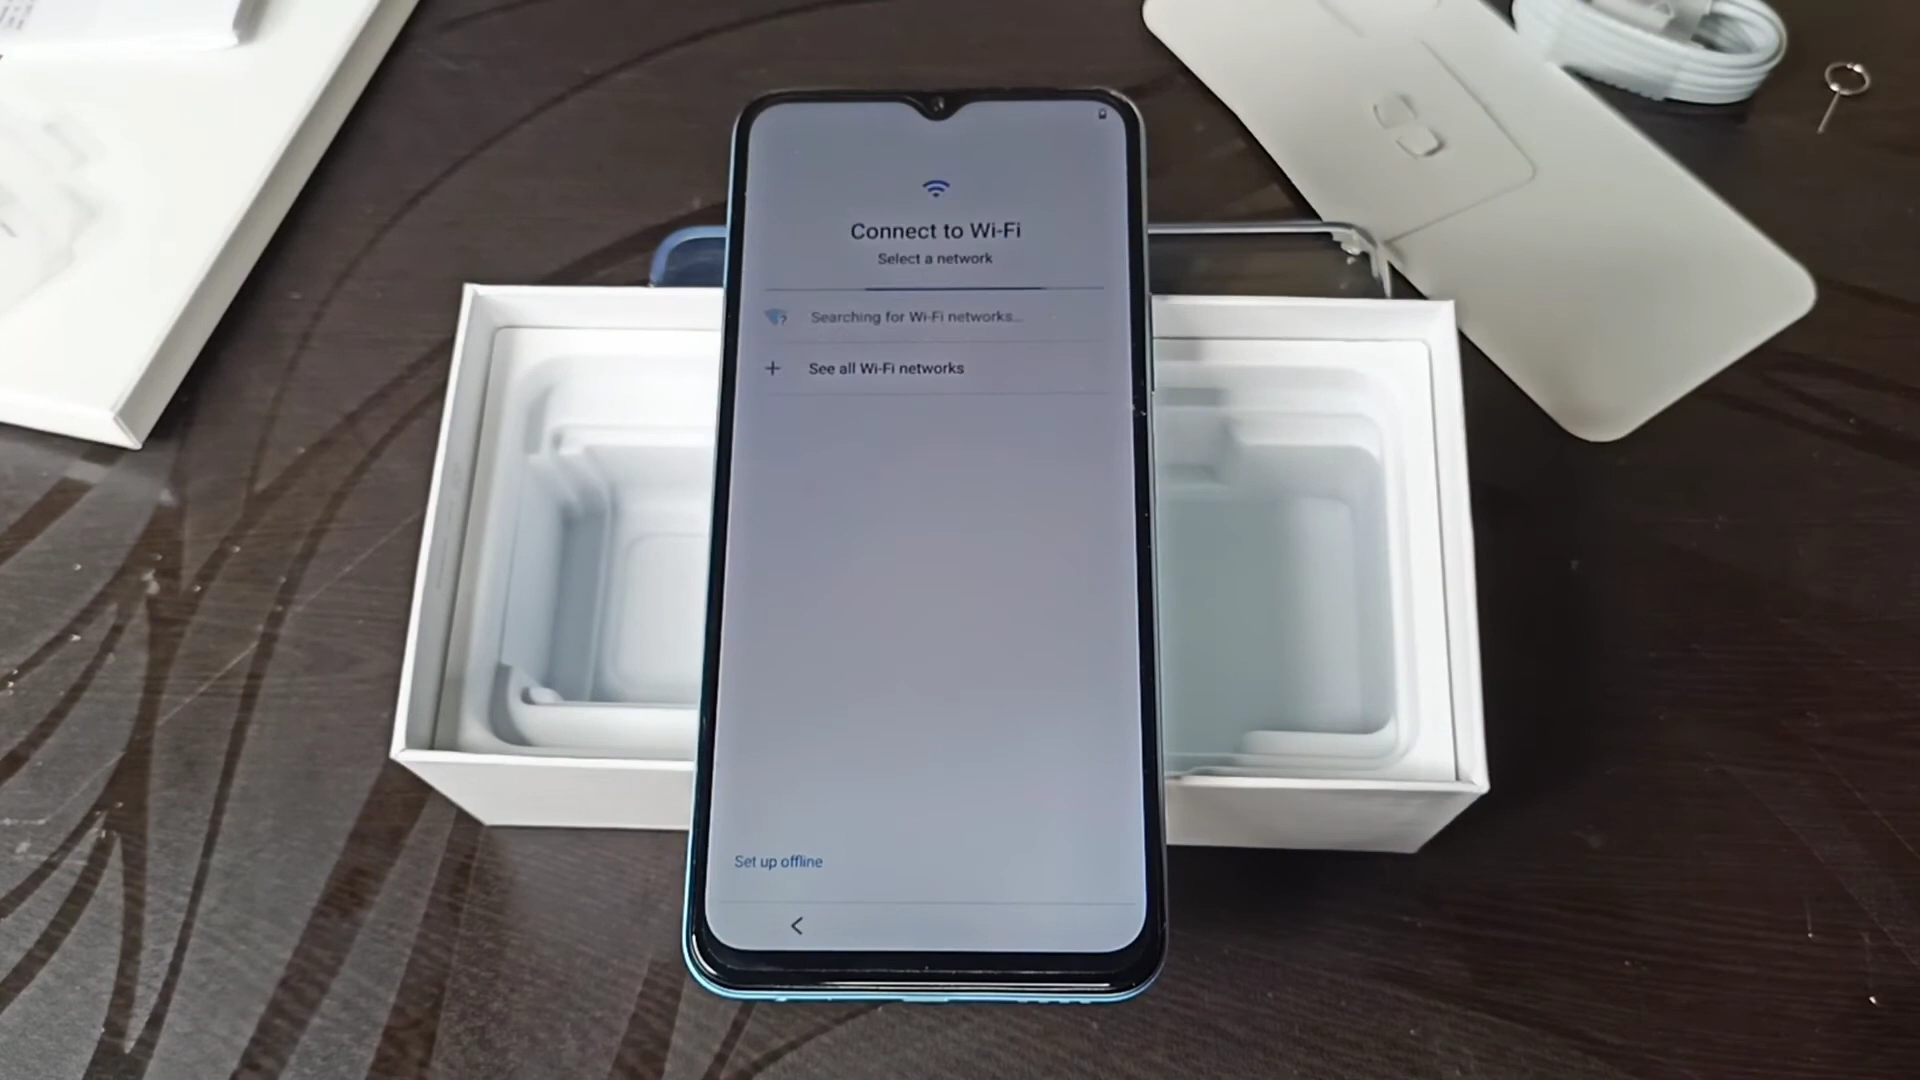 Connect to Wi-Fi
Select a network
Searching for Wi-Fi networks...
See all Wi-Fi networks
Set up offline